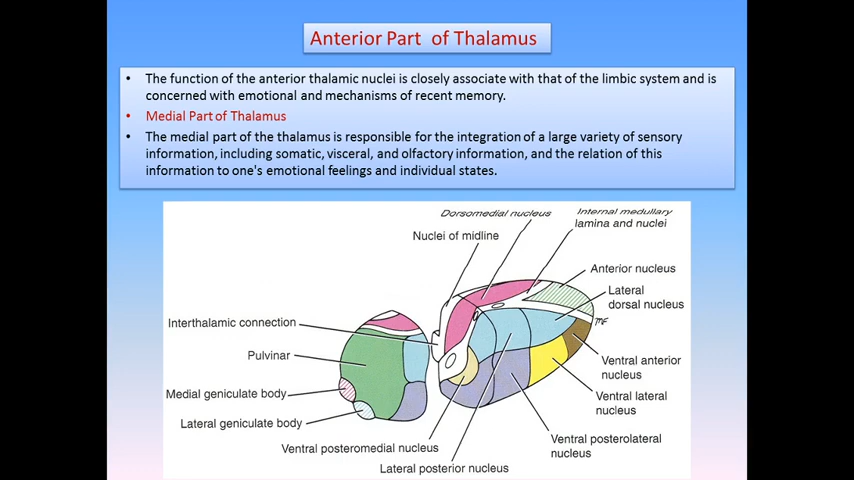 Anterior Part of Thalamus
• The function of the anterior thalamic nuclei is closely associate with that of the limbic system and is
concerned with emotional and mechanisms of recent memory.
• Medial Part of Thalamus
• The medial part of the thalamus is responsible for the integration of a large variety of sensory
information, including somatic, visceral, and olfactory information, and the relation of this
information to one's emotional feelings and individual states.
Dorsomedial nucleus
Internal medullary
lamina and nuclei
Nuclei of midline
Anterior nucleus
Lateral
dorsal nucleus
Interthalamic connection
Pulvinar
Ventral anterior
nucleus
Medial geniculate body
Ventral lateral
nucleus
Lateral geniculate body
Ventral posterolateral
nucleus
Ventral posteromedial nucleus
Lateral posterior nucleus